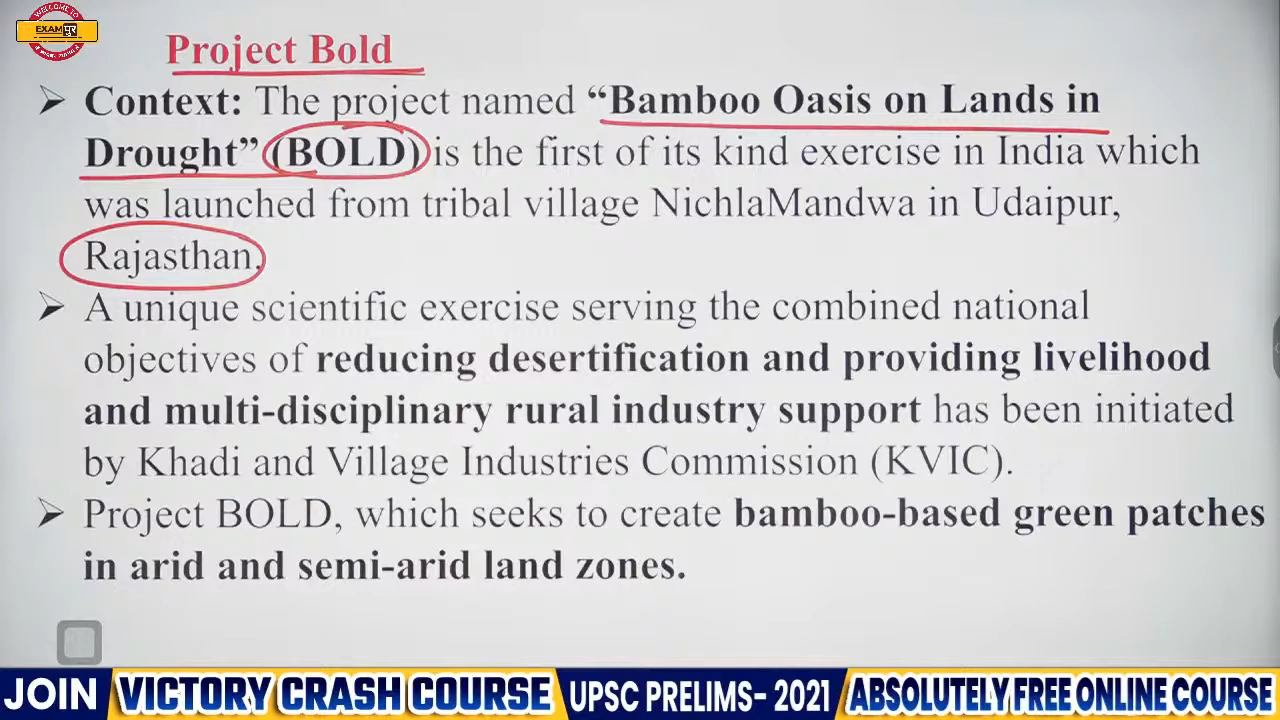 WELCOME TO
EXAM पुर
Project Bold
➢ Context: The project named “Bamboo Oasis on Lands in
Drought” (BOLD) is the first of its kind exercise in India which
was launched from tribal village NichlaMandwa in Udaipur,
Rajasthan.
➢ A unique scientific exercise serving the combined national
objectives of reducing desertification and providing livelihood
and multi-disciplinary rural industry support has been initiated
by Khadi and Village Industries Commission (KVIC).
➢ Project BOLD, which seeks to create bamboo-based green patches
in arid and semi-arid land zones.
JOIN VICTORY CRASH COURSE UPSC PRELIMS- 2021 ABSOLUTELY FREE ONLINE COURSE